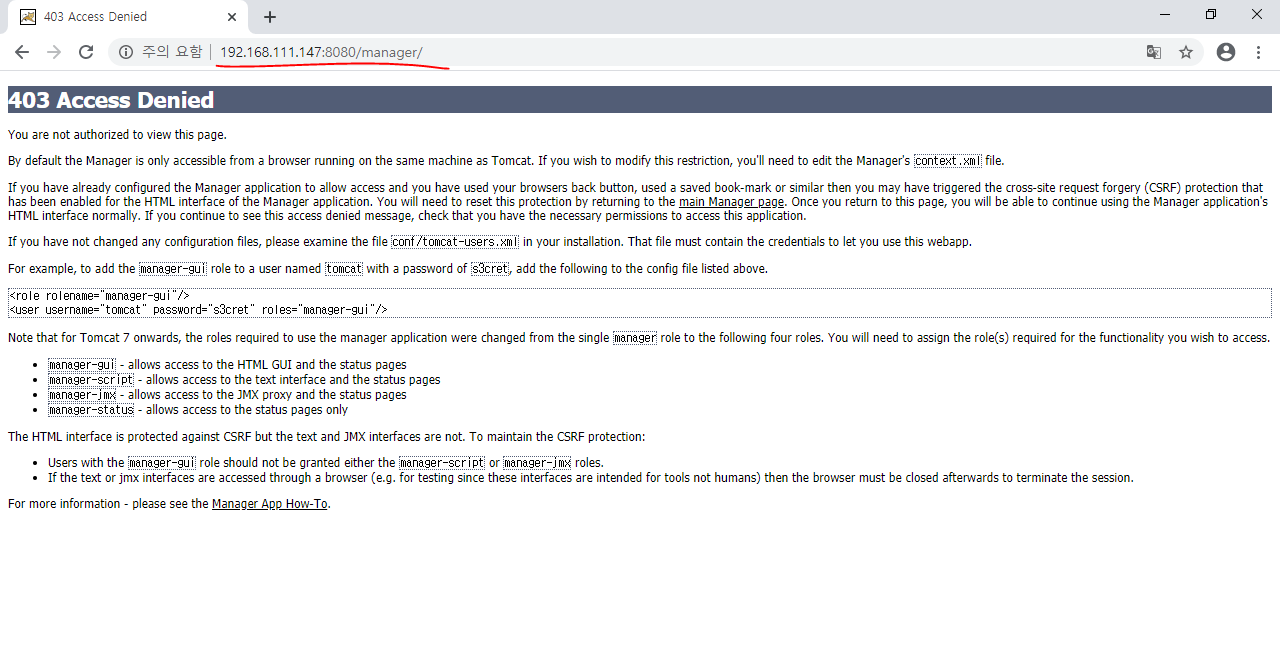 403 Access Denied
주의 요함 192.168.111.147:8080/manager/
403 Access Denied
You are not authorized to view this page.
By default the Manager is only accessible from a browser running on the same machine as Tomcat. If you wish to modify this restriction, you'll need to edit the Manager's context.xml file.
If you have already configured the Manager application to allow access and you have used your browsers back button, used a saved book-mark or similar then you may have triggered the cross-site request forgery (CSRF) protection that
has been enabled for the HTML interface of the Manager application. You will need to reset this protection by returning to the main Manager page. Once you return to this page, you will be able to continue using the Manager application's
HTML interface normally. If you continue to see this access denied message, check that you have the necessary permissions to access this application.
If you have not changed any configuration files, please examine the file conf/tomcat-users.xml in your installation. That file must contain the credentials to let you use this webapp.
For example, to add the manager-gui role to a user named tomcat with a password of s3cret, add the following to the config file listed above.
<role rolename="manager-gui"/>
<user username="tomcat" password="s3cret" roles="manager-gui"/>
Note that for Tomcat 7 onwards, the roles required to use the manager application were changed from the single manager role to the following four roles. You will need to assign the role(s) required for the functionality you wish to access.
• manager-gui - allows access to the HTML GUI and the status pages
• manager-script - allows access to the text interface and the status pages
• manager-jmx - allows access to the JMX proxy and the status pages
• manager-status - allows access to the status pages only
The HTML interface is protected against CSRF but the text and JMX interfaces are not. To maintain the CSRF protection:
• Users with the manager-gui role should not be granted either the manager-script or manager-jmx roles.
• If the text or jmx interfaces are accessed through a browser (e.g. for testing since these interfaces are intended for tools not humans) then the browser must be closed afterwards to terminate the session.
For more information - please see the Manager App How-To.